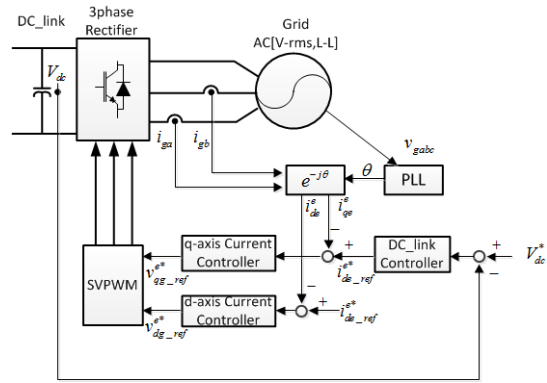 DC_link
3phase
Rectifier
Grid
AC[V-rms,L-L]
V_dc
i_ga
i_gb
v_gabc
e^{-jθ}
θ
PLL
i^e_de
i^e_qe
−
q-axis Current
Controller
+
DC_link
Controller
+
V^*_dc
−
v^{e*}_{qg_ref}
i^{e*}_{de_ref}
SVPWM
−
d-axis Current
Controller
+
v^{e*}_{dg_ref}
i^{e*}_{de_ref}